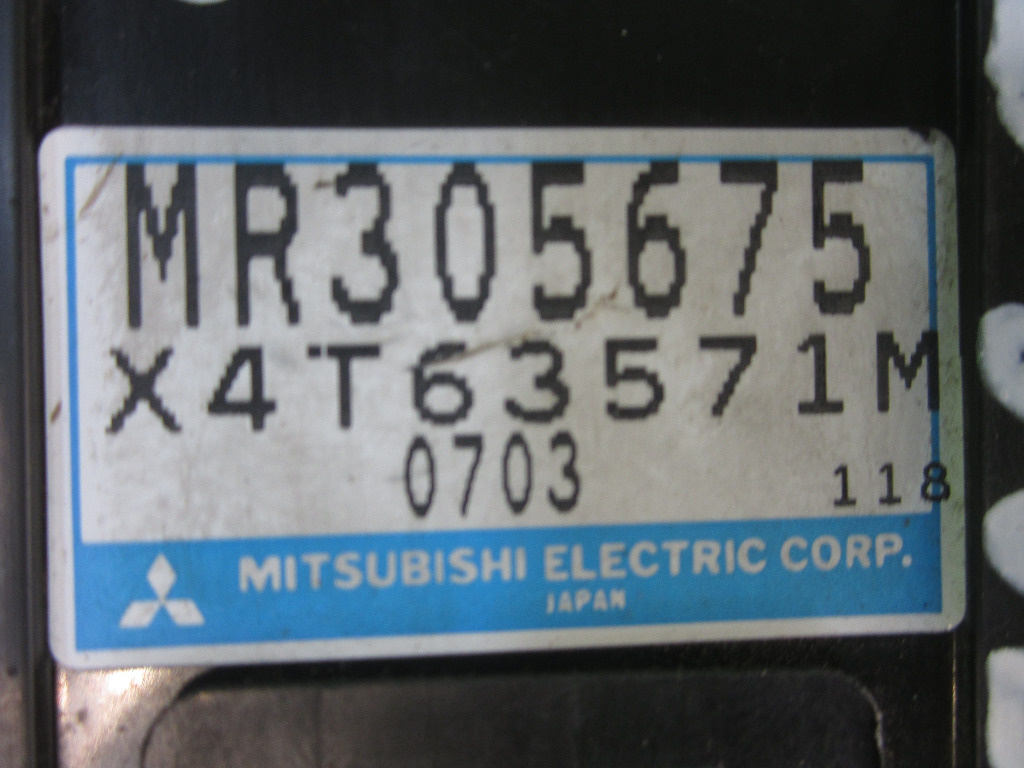 MR305675
X4T63571M
0703
118
MITSUBISHI ELECTRIC CORP.
JAPAN